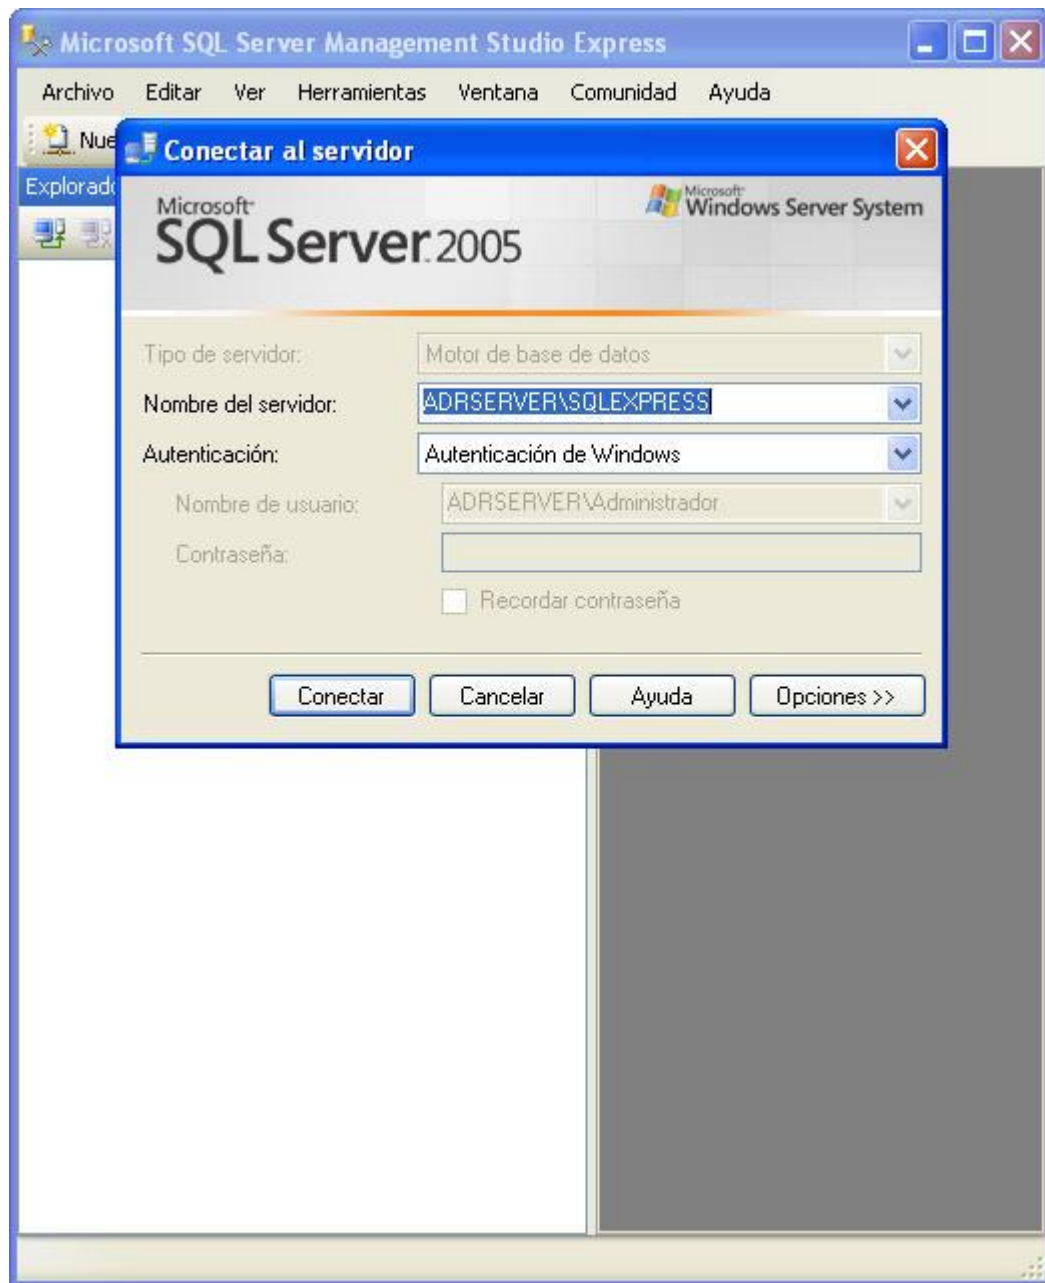 Microsoft SQL Server Management Studio Express
Archivo Editar Ver Herramientas Ventana Comunidad Ayuda
Nue
Conectar al servidor
Explorado
Microsoft
SQL Server 2005
Microsoft
Windows Server System
Tipo de servidor: Motor de base de datos
Nombre del servidor: ADRSERVER\SQLEXPRESS
Autenticación: Autenticación de Windows
Nombre de usuario: ADRSERVER\Administrador
Contraseña:
Recordar contraseña
Conectar Cancelar Ayuda Opciones >>